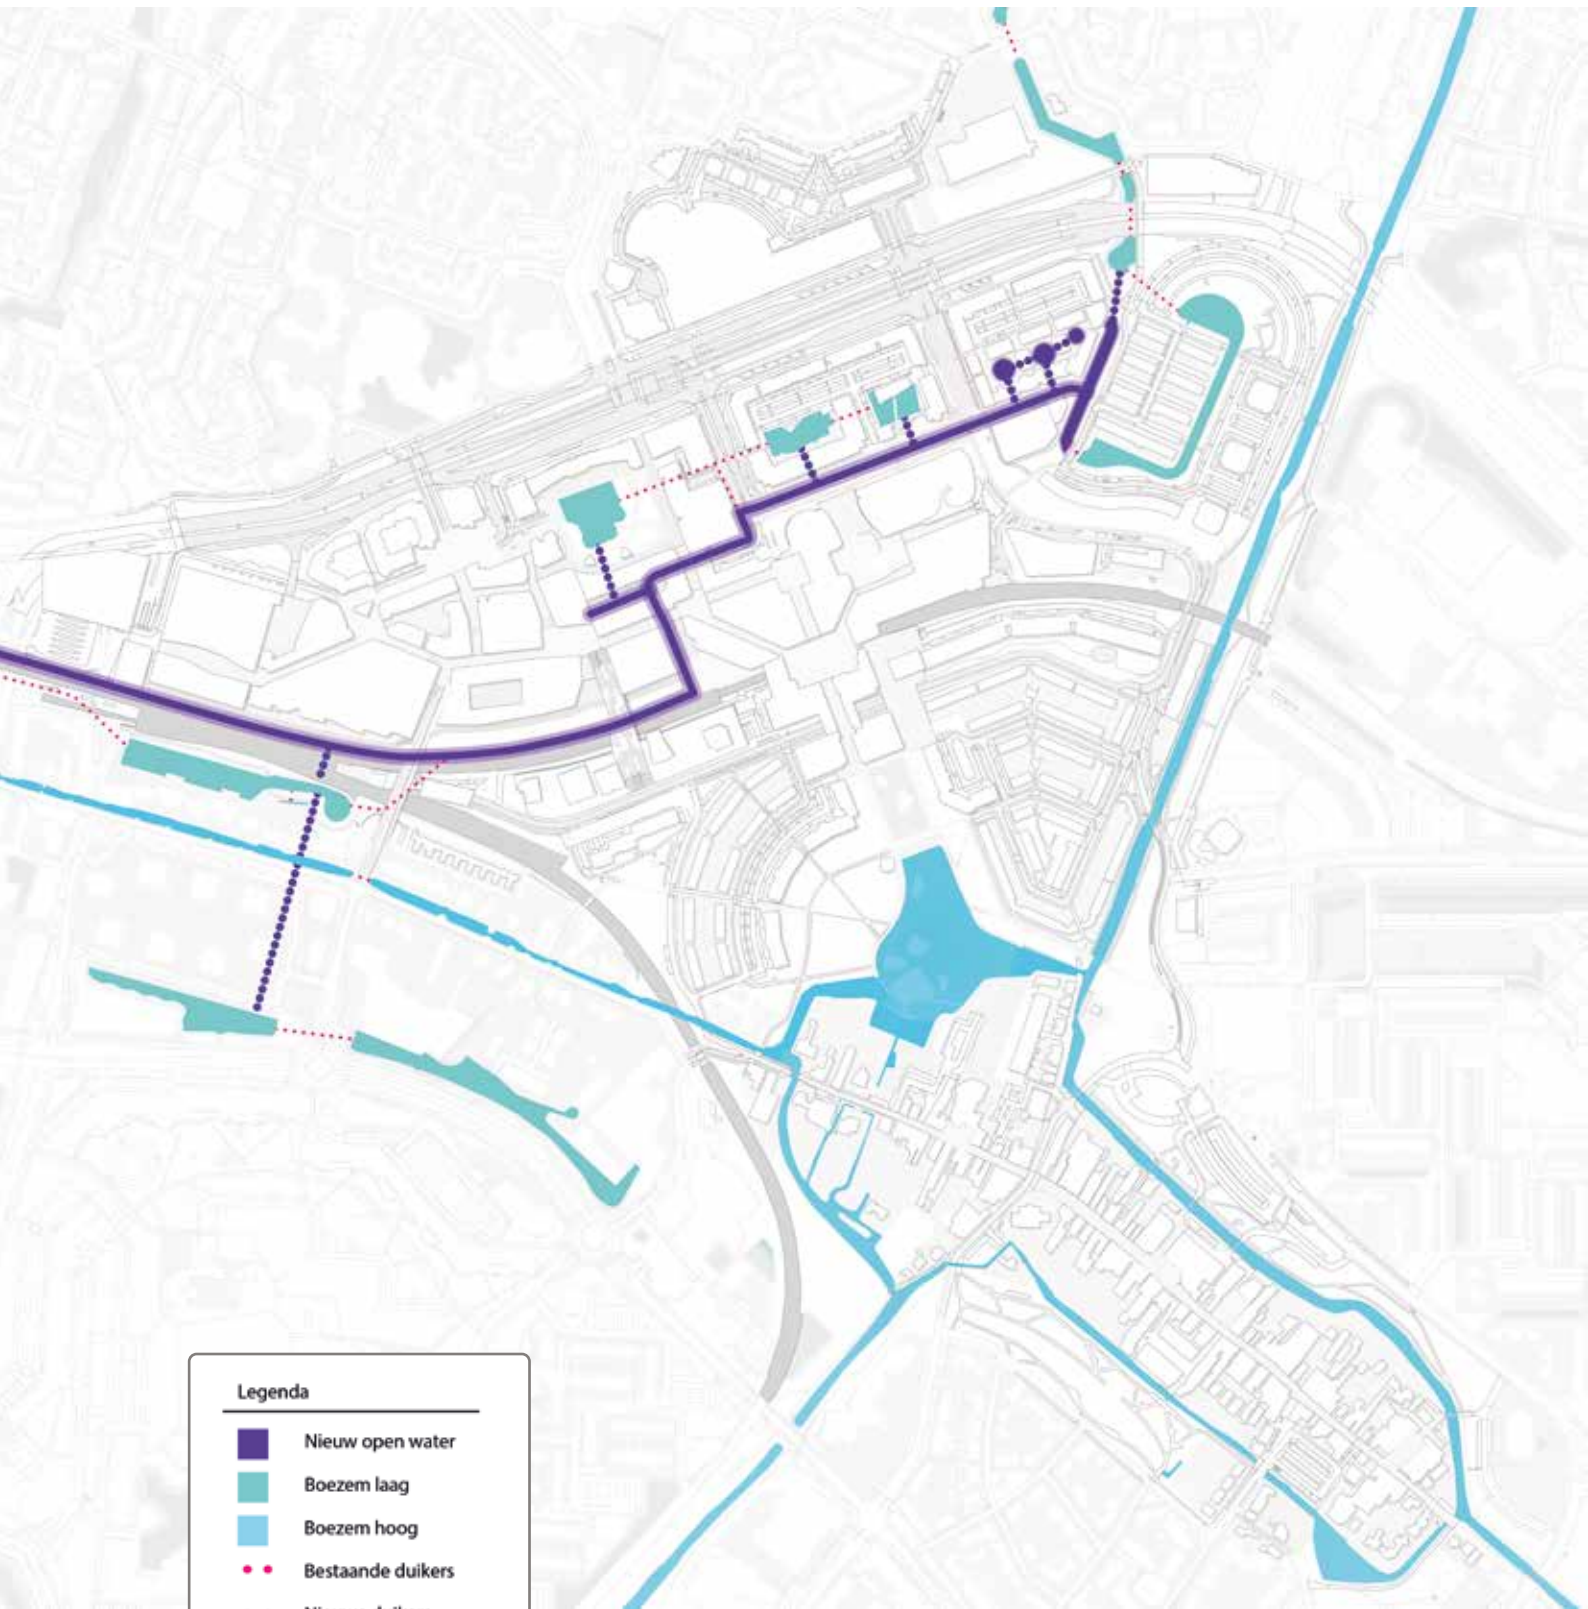 Legenda
Nieuw open water
Boezem laag
Boezem hoog
Bestaande duikers